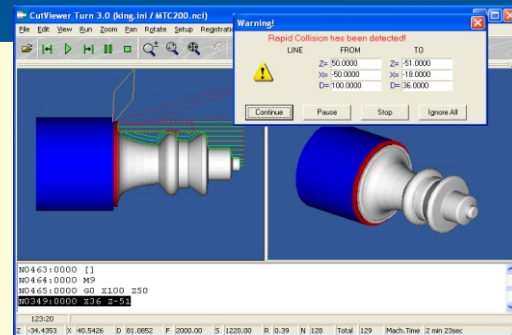 CutViewer Turn 3.0 (king.ini / MTC200.nci)
File Edit View Run Zoom Pan Rotate Setup Registrati
Warning!
Rapid Collision has been detected!
LINE FROM TO
Z= 50.0000 Z= -51.0000
X= -50.0000 X= -18.0000
D= 100.0000 D= 36.0000
Continue Pause Stop Ignore All
N0463:0000 []
N0464:0000 M9
N0465:0000 G0 X100 Z50
N0349:0000 X36 Z-51
123:20
Z -34.4353 X 40.5426 D 81.0852 F 2000.00 S 1220.00 R 0.39 N 128 Total 129 Mach.Time 2 min 23sec